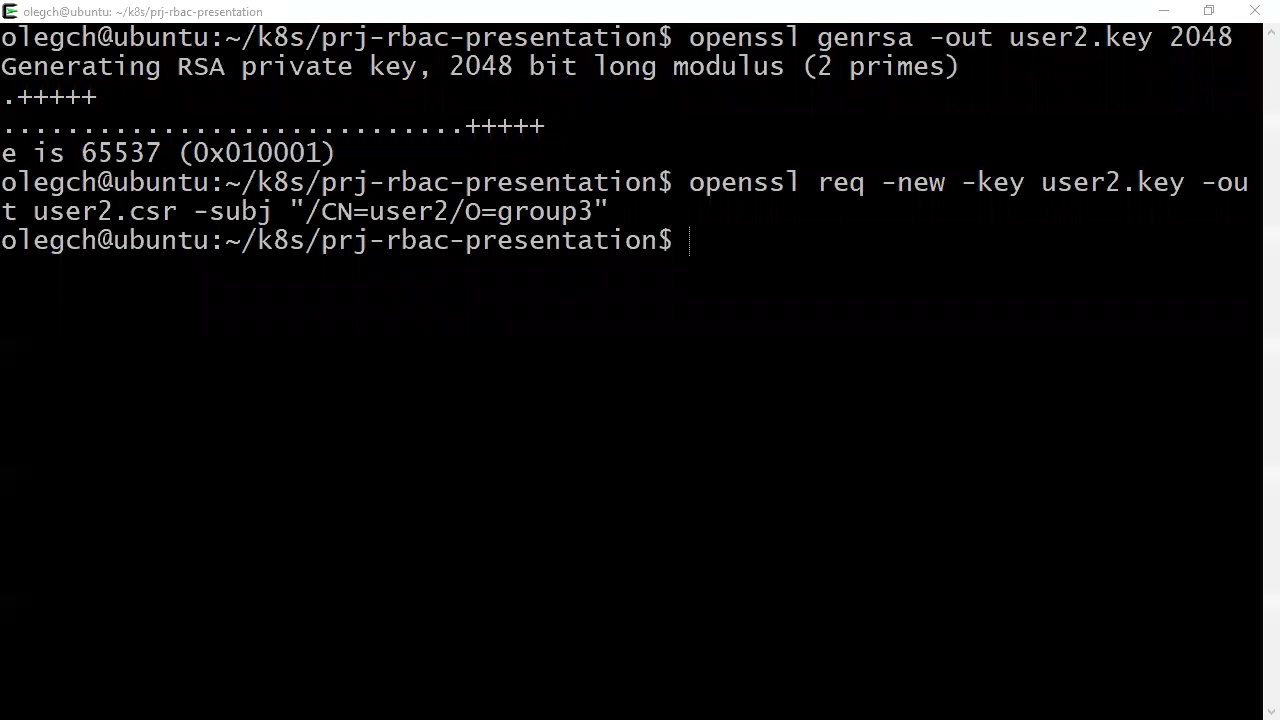 olegch@ubuntu: ~/k8s/prj-rbac-presentation
olegch@ubuntu:~/k8s/prj-rbac-presentation$ openssl genrsa -out user2.key 2048
Generating RSA private key, 2048 bit long modulus (2 primes)
.+++++
.............................+++++
e is 65537 (0x010001)
olegch@ubuntu:~/k8s/prj-rbac-presentation$ openssl req -new -key user2.key -ou
t user2.csr -subj "/CN=user2/O=group3"
olegch@ubuntu:~/k8s/prj-rbac-presentation$